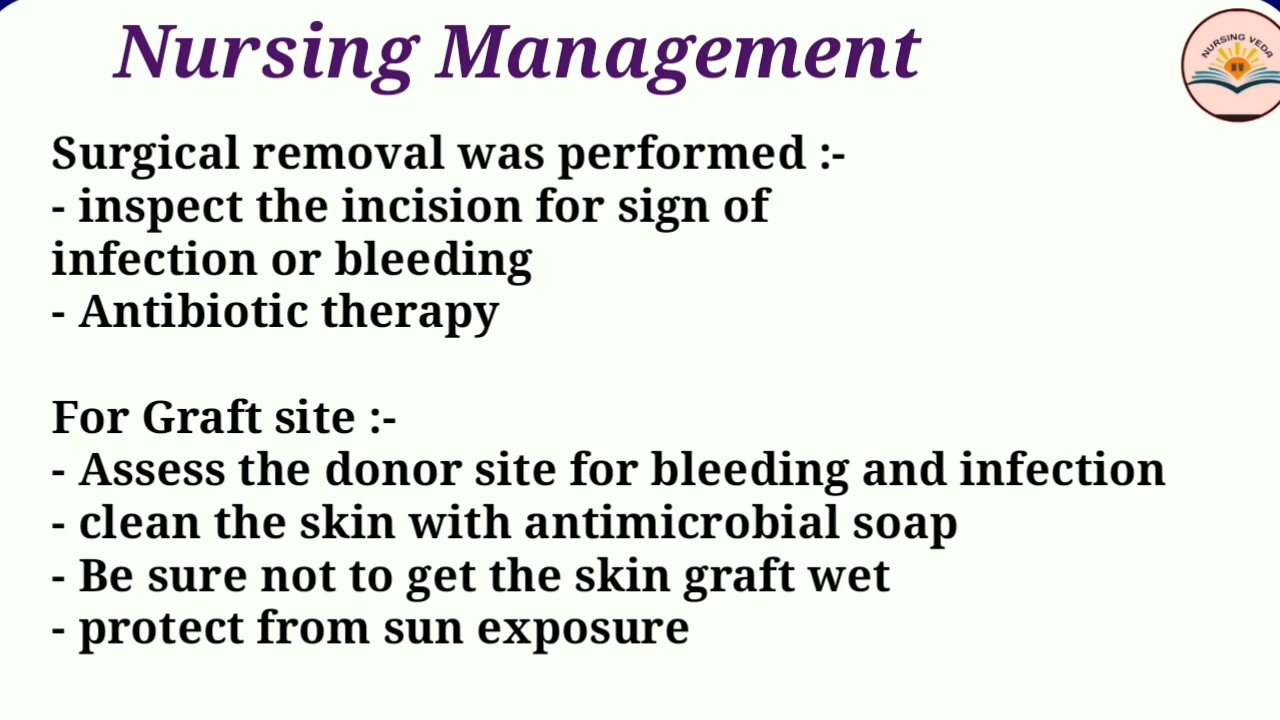 Nursing Management
NURSING VEDA
NV
Surgical removal was performed :-
- inspect the incision for sign of
infection or bleeding
- Antibiotic therapy
For Graft site :-
- Assess the donor site for bleeding and infection
- clean the skin with antimicrobial soap
- Be sure not to get the skin graft wet
- protect from sun exposure